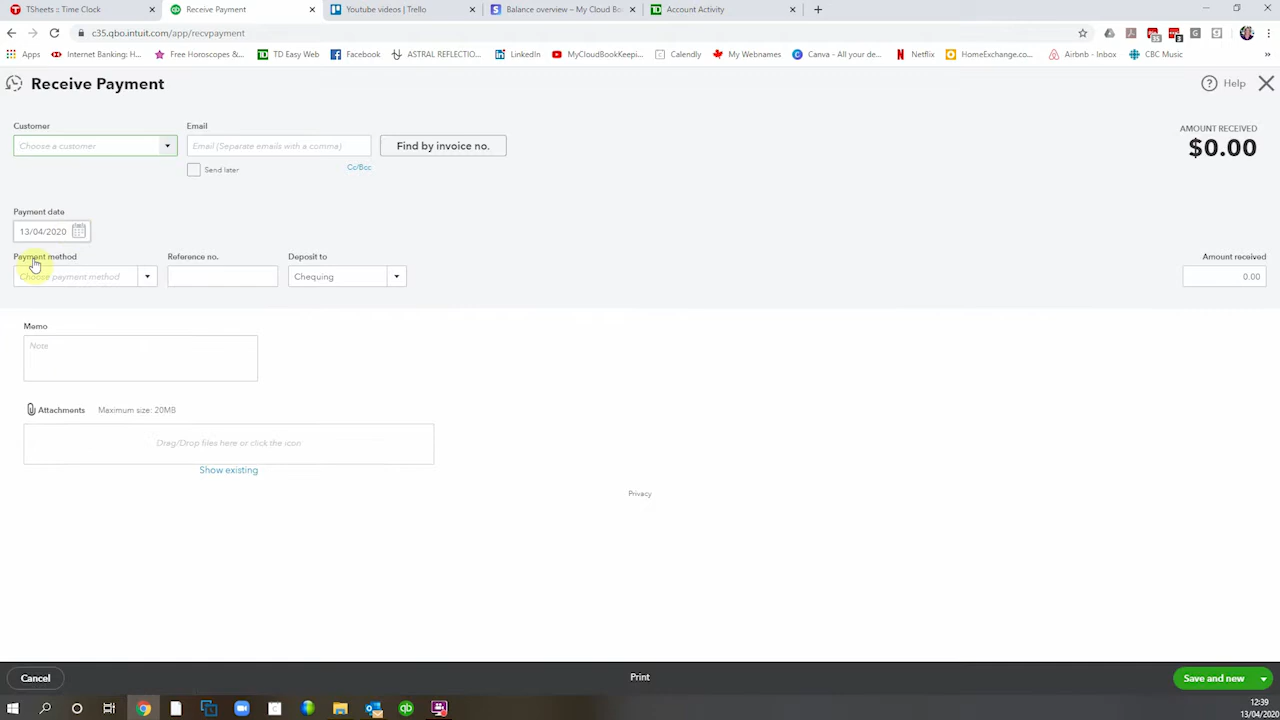 TSheets :: Time Clock
Receive Payment
Youtube videos | Trello
Balance overview – My Cloud Bo
Account Activity
c35.qbo.intuit.com/app/recvpayment
Apps
Internet Banking: H...
Free Horoscopes &...
TD Easy Web
Facebook
ASTRAL REFLECTIO...
LinkedIn
MyCloudBookKeepi...
Calendly
My Webnames
Canva - All your de...
Netflix
HomeExchange.co...
Airbnb - Inbox
CBC Music
Receive Payment
Help
Customer
Email
Choose a customer
Email (Separate emails with a comma)
Find by invoice no.
AMOUNT RECEIVED
$0.00
Send later
Cc/Bcc
Payment date
13/04/2020
Payment method
Reference no.
Deposit to
Amount received
Choose payment method
Chequing
0.00
Memo
Note
Attachments
Maximum size: 20MB
Drag/Drop files here or click the icon
Show existing
Privacy
Cancel
Print
Save and new
12:39
13/04/2020